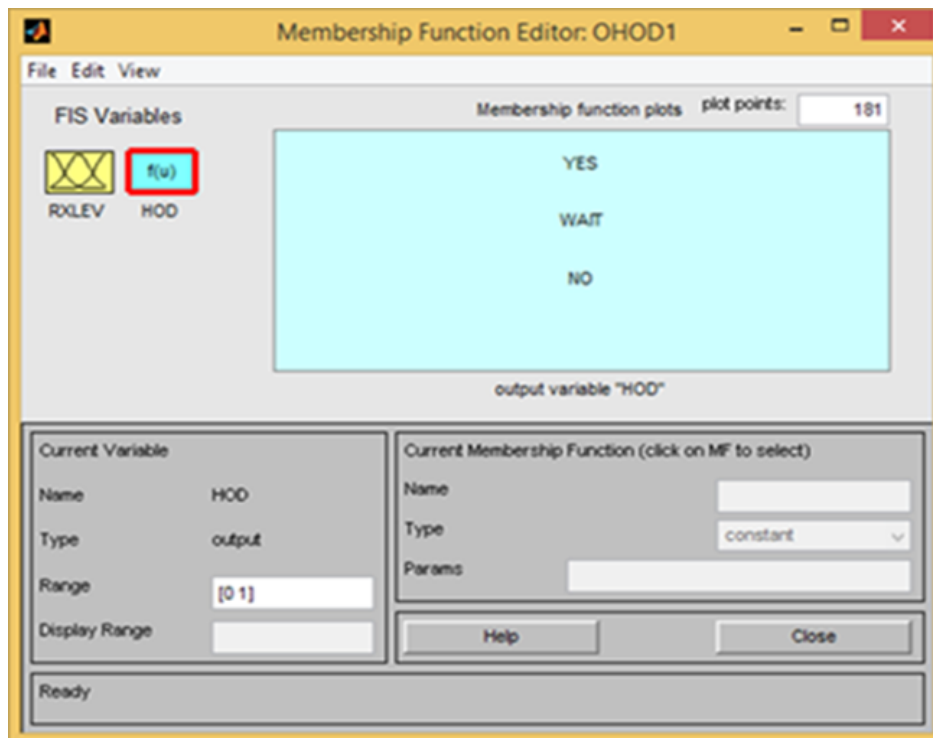 Membership Function Editor: OHOD1
File Edit View
FIS Variables
f(u)
RXLEV HOD
Membership function plots plot points: 181
YES
WAIT
NO
output variable "HOD"
Current Variable
Name HOD
Type output
Range [0 1]
Display Range
Current Membership Function (click on MF to select)
Name
Type constant
Params
Help Close
Ready